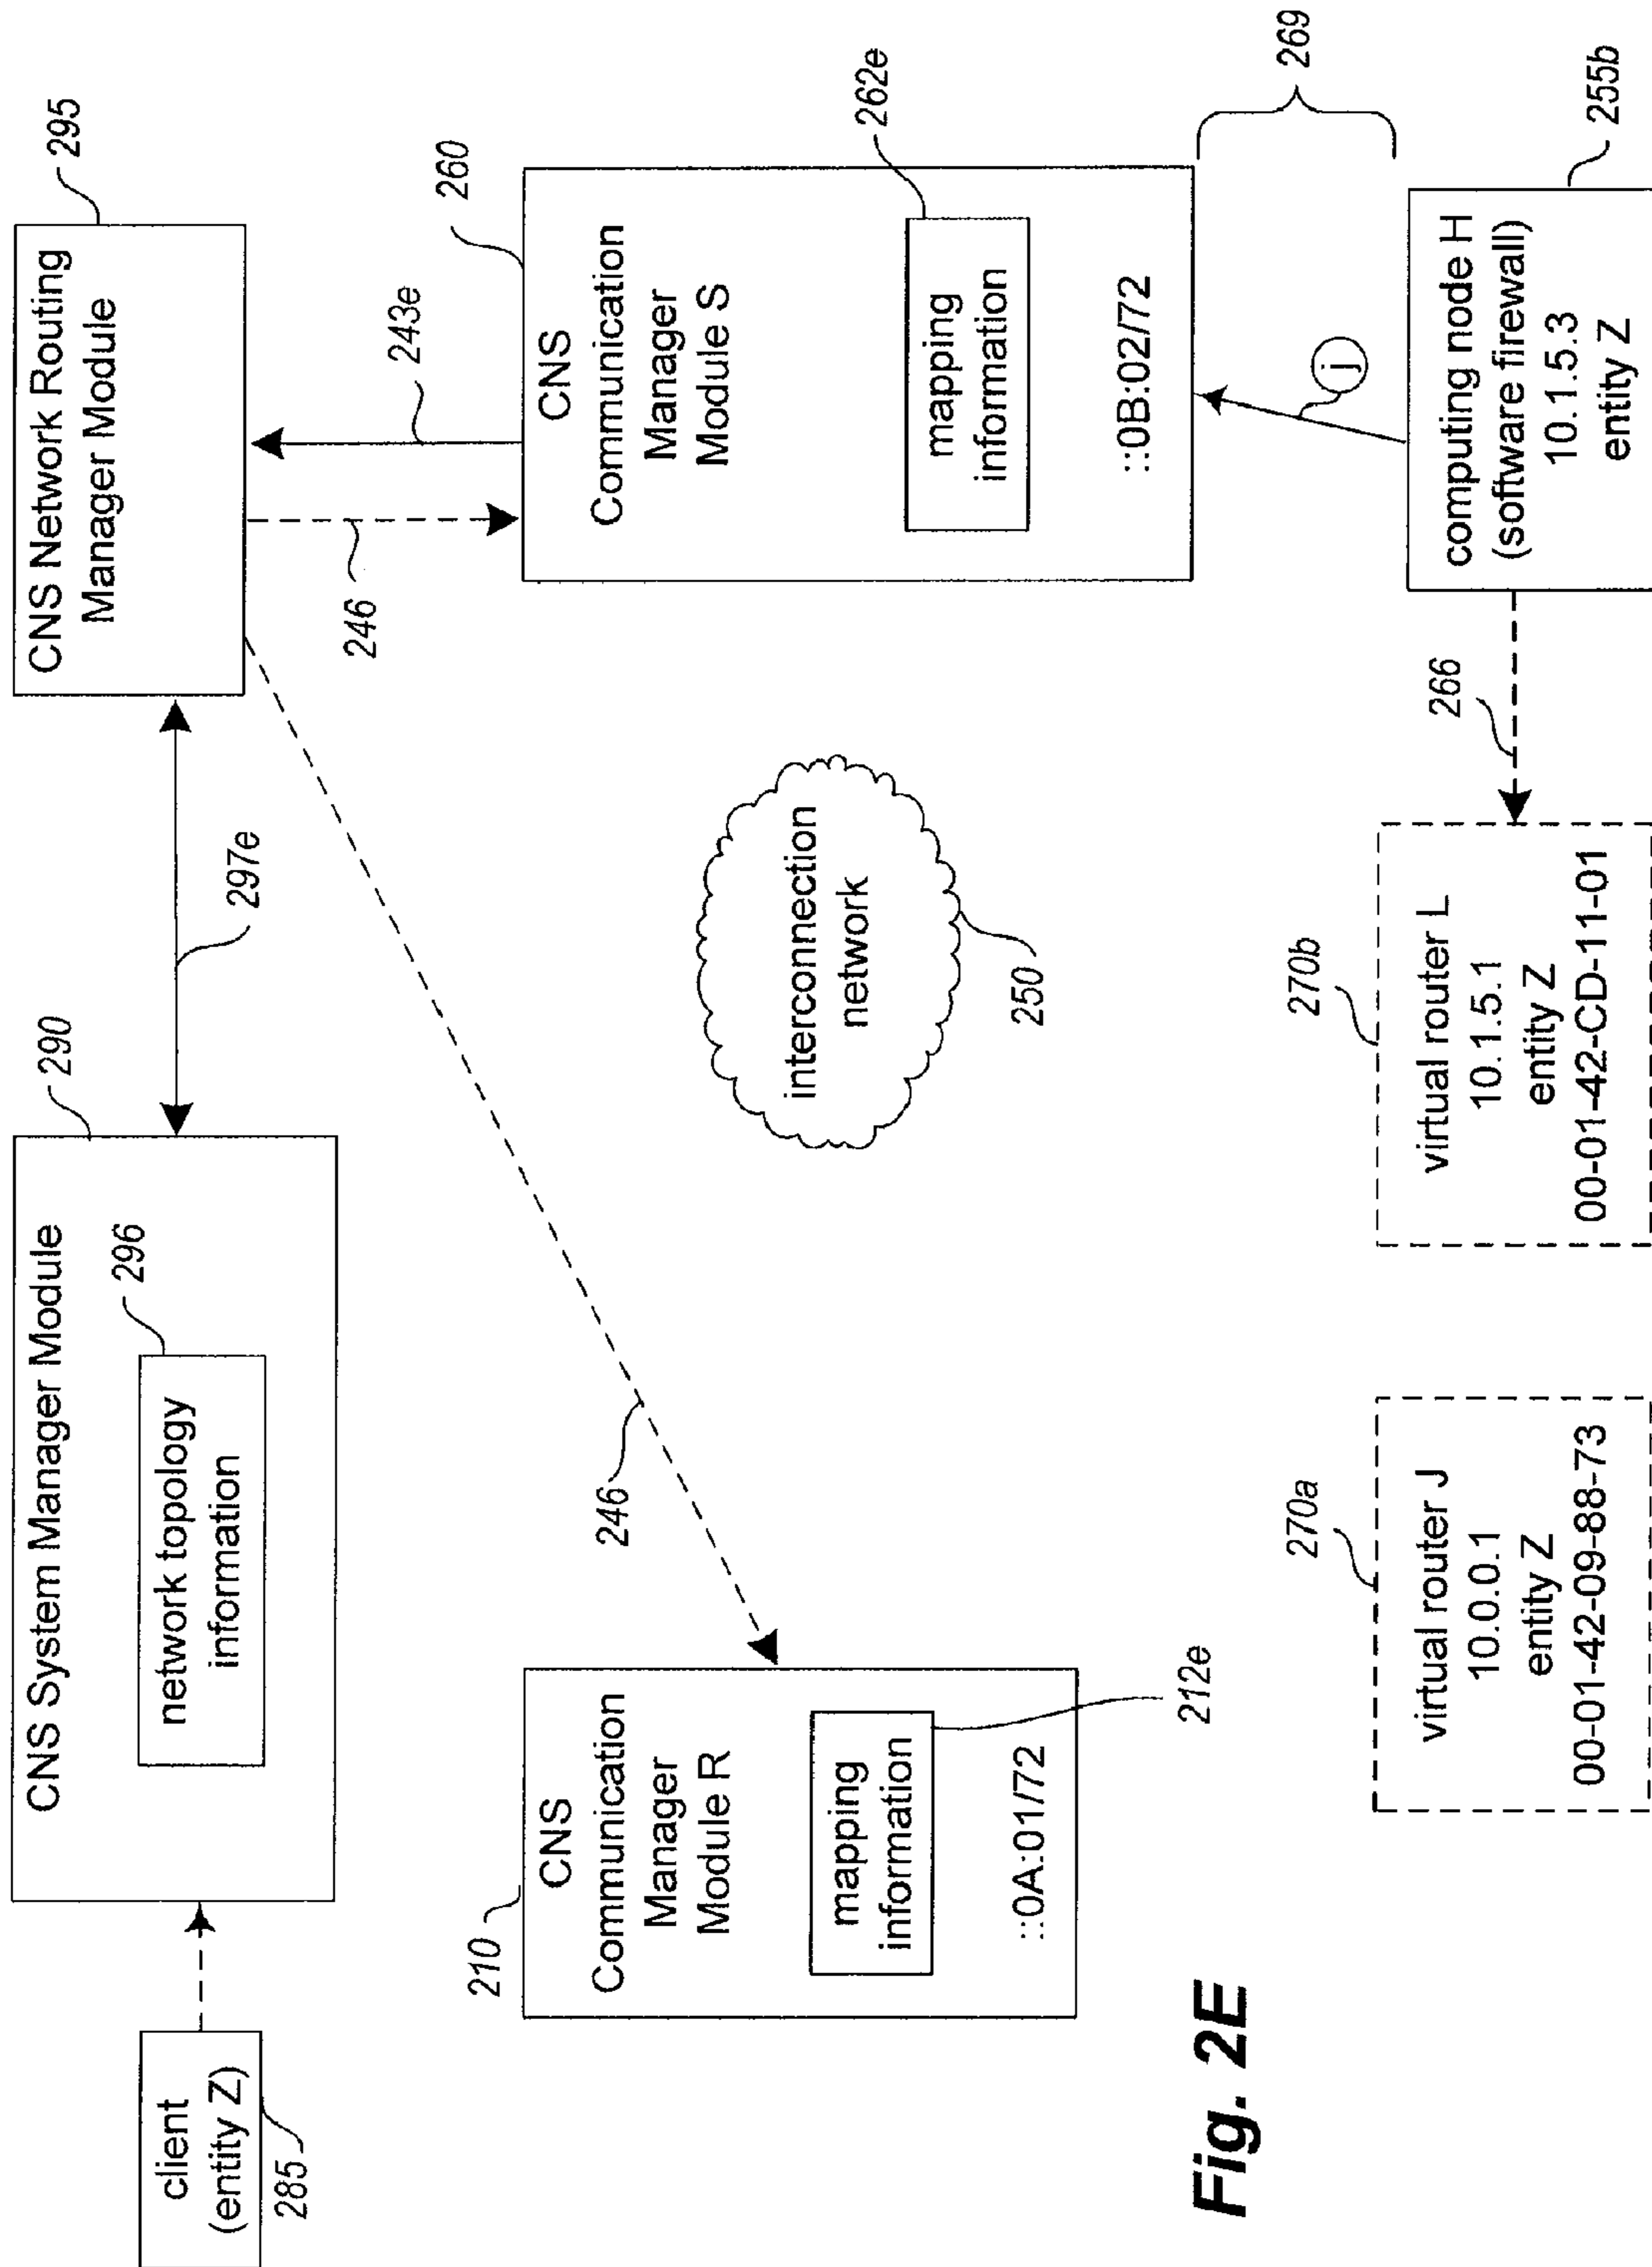 client
(entity Z)
285
CNS System Manager Module
290
network topology
information
296
297e
CNS Network Routing
Manager Module
295
246
246
243e
210
CNS
Communication
Manager
Module R
mapping
information
212e
::0A:01/72
interconnection
network
250
260
CNS
Communication
Manager
Module S
mapping
information
262e
::0B:02/72
269
j
270a
virtual router J
10.0.0.1
entity Z
00-01-42-09-88-73
270b
virtual router L
10.1.5.1
entity Z
00-01-42-CD-11-01
266
computing node H
(software firewall)
10.1.5.3
entity Z
255b
Fig. 2E